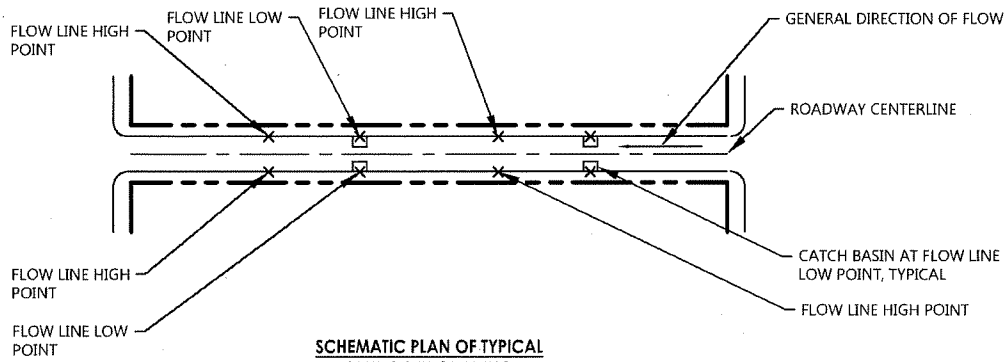 FLOW LINE HIGH
POINT
FLOW LINE LOW
POINT
FLOW LINE HIGH
POINT
GENERAL DIRECTION OF FLOW
ROADWAY CENTERLINE
FLOW LINE HIGH
POINT
FLOW LINE LOW
POINT
CATCH BASIN AT FLOW LINE
LOW POINT, TYPICAL
FLOW LINE HIGH POINT
SCHEMATIC PLAN OF TYPICAL